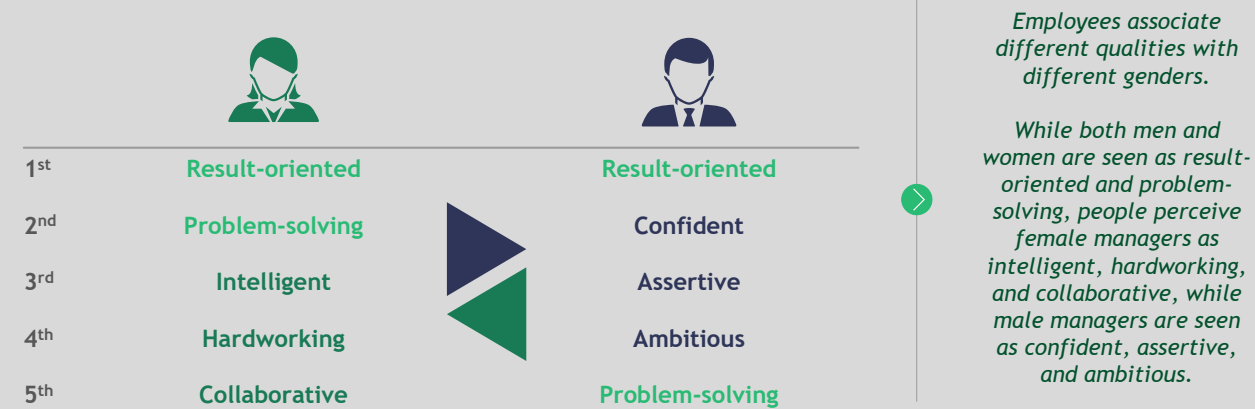 1st Result-oriented Result-oriented
2nd Problem-solving Confident
3rd Intelligent Assertive
4th Hardworking Ambitious
5th Collaborative Problem-solving
Employees associate
different qualities with
different genders.
While both men and
women are seen as result-
oriented and problem-
solving, people perceive
female managers as
intelligent, hardworking,
and collaborative, while
male managers are seen
as confident, assertive,
and ambitious.